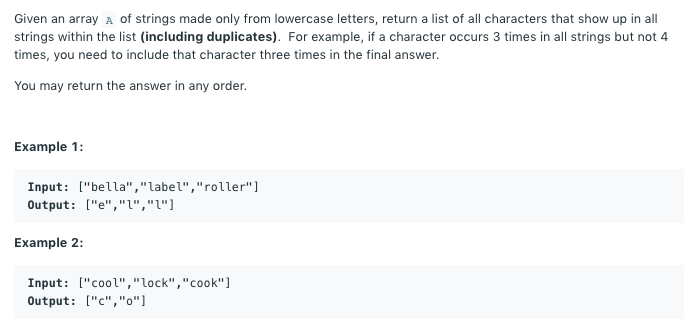 Given an array A of strings made only from lowercase letters, return a list of all characters that show up in all
strings within the list (including duplicates).  For example, if a character occurs 3 times in all strings but not 4
times, you need to include that character three times in the final answer.
You may return the answer in any order.
Example 1:
Input: ["bella","label","roller"]
Output: ["e","l","l"]
Example 2:
Input: ["cool","lock","cook"]
Output: ["c","o"]